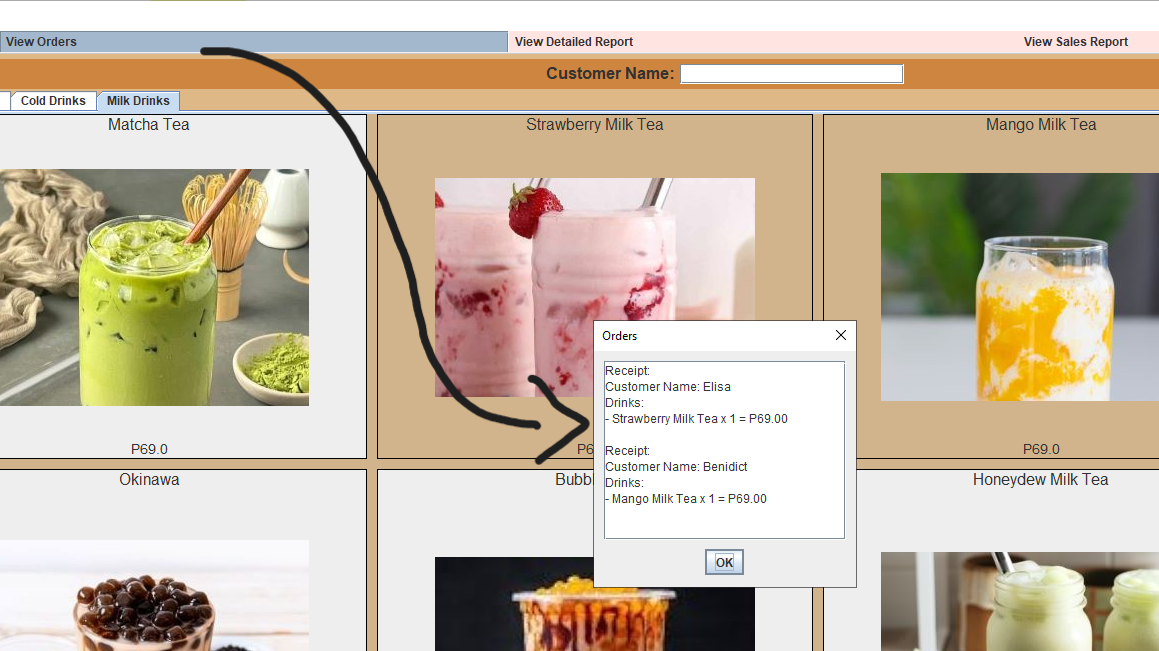 View Orders
View Detailed Report
View Sales Report
Customer Name:
Cold Drinks
Milk Drinks
Matcha Tea
Strawberry Milk Tea
Mango Milk Tea
P69.0
P69.0
Okinawa
Honeydew Milk Tea
Orders
Receipt:
Customer Name: Elisa
Drinks:
- Strawberry Milk Tea x 1 = P69.00
Receipt:
Customer Name: Benidict
Drinks:
- Mango Milk Tea x 1 = P69.00
OK